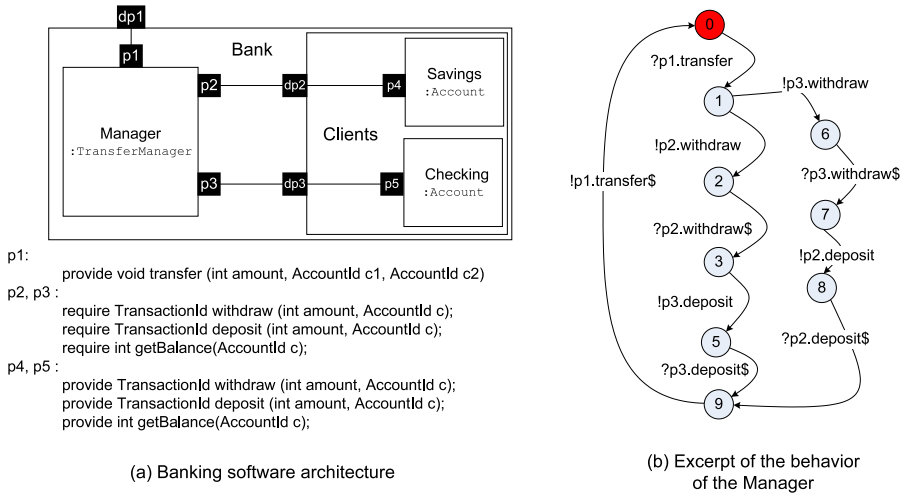 dp1
Bank
p1
Savings
:Account
p2
dp2
p4
Manager
:TransferManager
Clients
Checking
:Account
p3
dp3
p5
p1:
provide void transfer (int amount, AccountId c1, AccountId c2)
p2, p3 :
require TransactionId withdraw (int amount, AccountId c);
require TransactionId deposit (int amount, AccountId c);
require int getBalance(AccountId c);
p4, p5 :
provide TransactionId withdraw (int amount, AccountId c);
provide TransactionId deposit (int amount, AccountId c);
provide int getBalance(AccountId c);
(a) Banking software architecture
0
?p1.transfer
1
!p3.withdraw
6
!p2.withdraw
?p3.withdraw$
!p1.transfer$
2
7
?p2.withdraw$
!p2.deposit
3
8
!p3.deposit
?p2.deposit$
5
?p3.deposit$
9
(b) Excerpt of the behavior
of the Manager